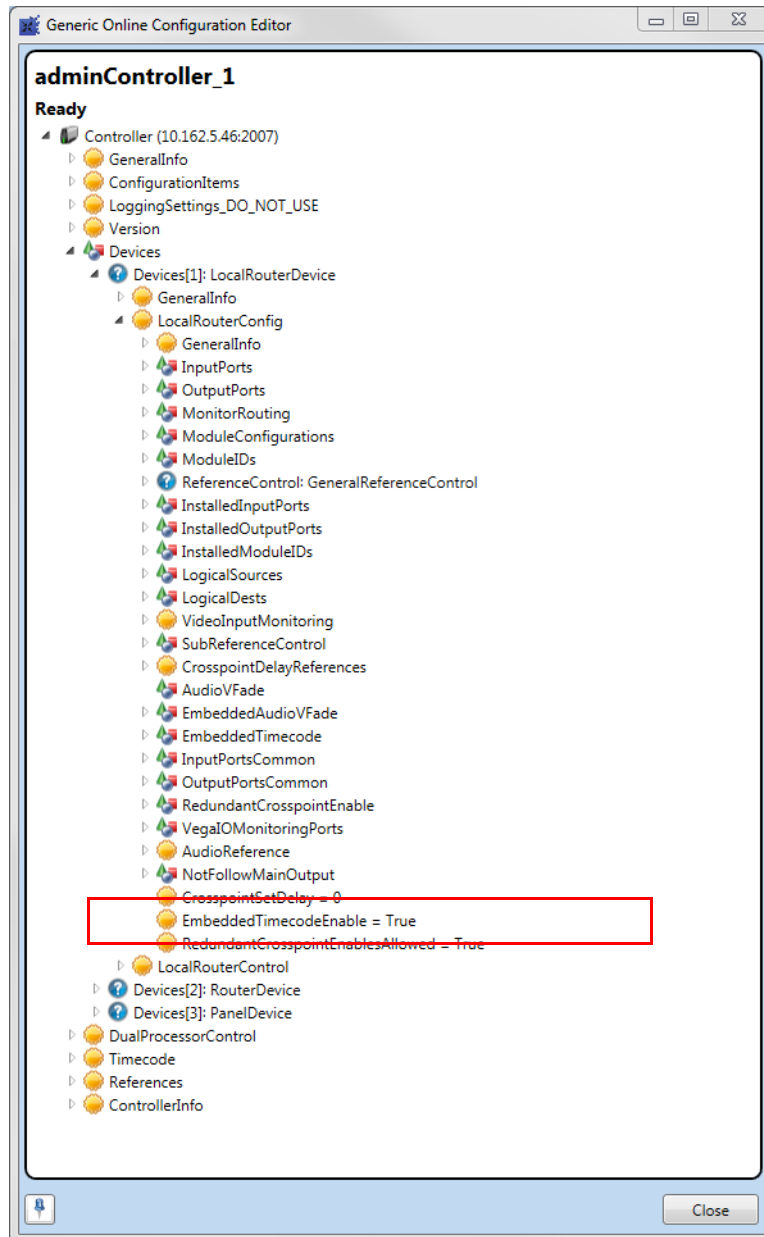 Generic Online Configuration Editor
adminController_1
Ready
Controller (10.162.5.46:2007)
GeneralInfo
ConfigurationItems
LoggingSettings_DO_NOT_USE
Version
Devices
Devices[1]: LocalRouterDevice
GeneralInfo
LocalRouterConfig
GeneralInfo
InputPorts
OutputPorts
MonitorRouting
ModuleConfigurations
ModuleIDs
ReferenceControl: GeneralReferenceControl
InstalledInputPorts
InstalledOutputPorts
InstalledModuleIDs
LogicalSources
LogicalDests
VideoInputMonitoring
SubReferenceControl
CrosspointDelayReferences
AudioVFade
EmbeddedAudioVFade
EmbeddedTimecode
InputPortsCommon
OutputPortsCommon
RedundantCrosspointEnable
VegaIOMonitoringPorts
AudioReference
NotFollowMainOutput
CrosspointSetDelay = 0
EmbeddedTimecodeEnable = True
RedundantCrosspointEnablesAllowed = True
LocalRouterControl
Devices[2]: RouterDevice
Devices[3]: PanelDevice
DualProcessorControl
Timecode
References
ControllerInfo
Close